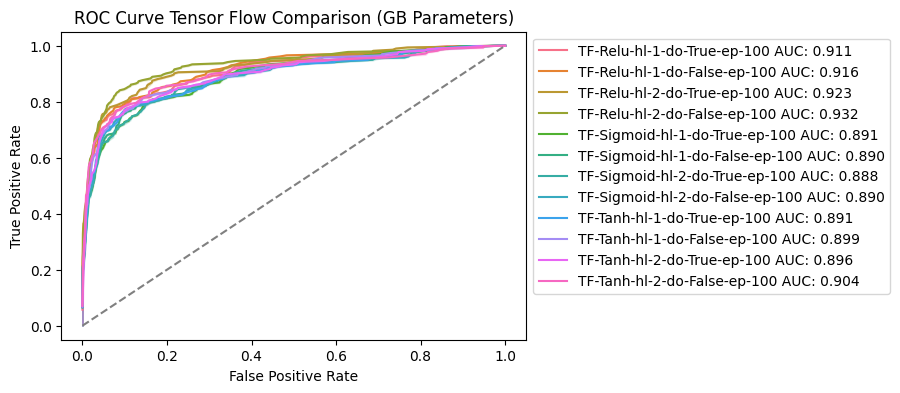 ROC Curve Tensor Flow Comparison (GB Parameters)
1.0
0.8
0.6
0.4
0.2
0.0
True Positive Rate
0.0 0.2 0.4 0.6 0.8 1.0
False Positive Rate
TF-Relu-hl-1-do-True-ep-100 AUC: 0.911
TF-Relu-hl-1-do-False-ep-100 AUC: 0.916
TF-Relu-hl-2-do-True-ep-100 AUC: 0.923
TF-Relu-hl-2-do-False-ep-100 AUC: 0.932
TF-Sigmoid-hl-1-do-True-ep-100 AUC: 0.891
TF-Sigmoid-hl-1-do-False-ep-100 AUC: 0.890
TF-Sigmoid-hl-2-do-True-ep-100 AUC: 0.888
TF-Sigmoid-hl-2-do-False-ep-100 AUC: 0.890
TF-Tanh-hl-1-do-True-ep-100 AUC: 0.891
TF-Tanh-hl-1-do-False-ep-100 AUC: 0.899
TF-Tanh-hl-2-do-True-ep-100 AUC: 0.896
TF-Tanh-hl-2-do-False-ep-100 AUC: 0.904